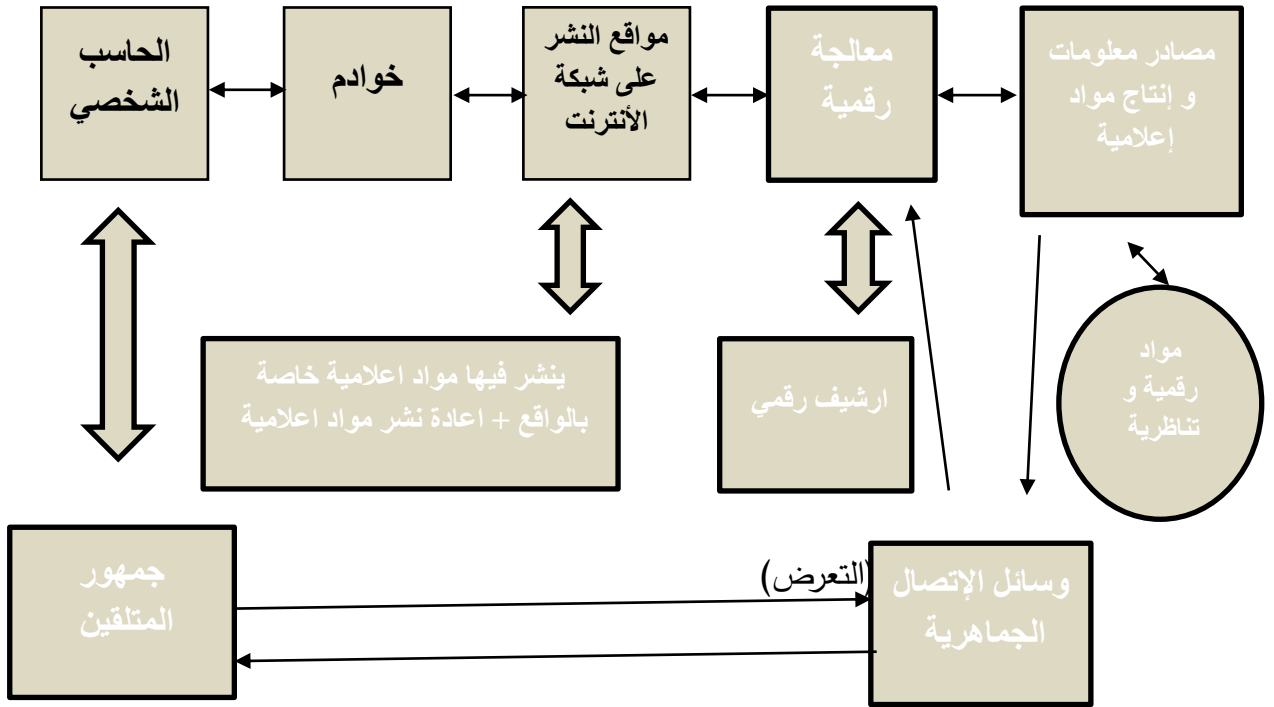 مصادر معلومات
و إنتاج مواد
إعلامية
معالجة
رقمية
مواقع النشر
على شبكة
الأنترنت
خوادم
الحاسب
الشخصي
مواد
رقمية و
تناظرية
ارشيف رقمي
ينشر فيها مواد اعلامية خاصة
بالواقع + اعادة نشر مواد اعلامية
وسائل الإتصال
الجماهرية
(التعرض)
جمهور
المتلقين